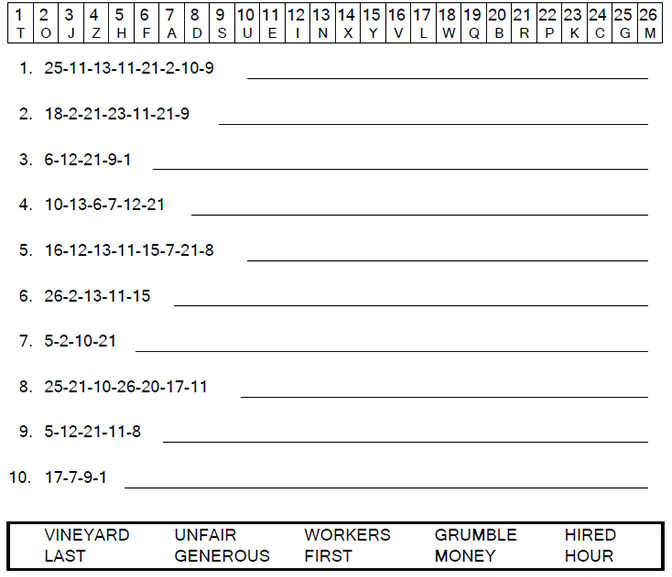 1 2 3 4 5 6 7 8 9 10 11 12 13 14 15 16 17 18 19 20 21 22 23 24 25 26
T O J Z H F A D S U E I N X Y V L W Q B R P K C G M
1. 25-11-13-11-21-2-10-9
2. 18-2-21-23-11-21-9
3. 6-12-21-9-1
4. 10-13-6-7-12-21
5. 16-12-13-11-15-7-21-8
6. 26-2-13-11-15
7. 5-2-10-21
8. 25-21-10-26-20-17-11
9. 5-12-21-11-8
10. 17-7-9-1
VINEYARD UNFAIR WORKERS GRUMBLE HIRED
LAST GENEROUS FIRST MONEY HOUR